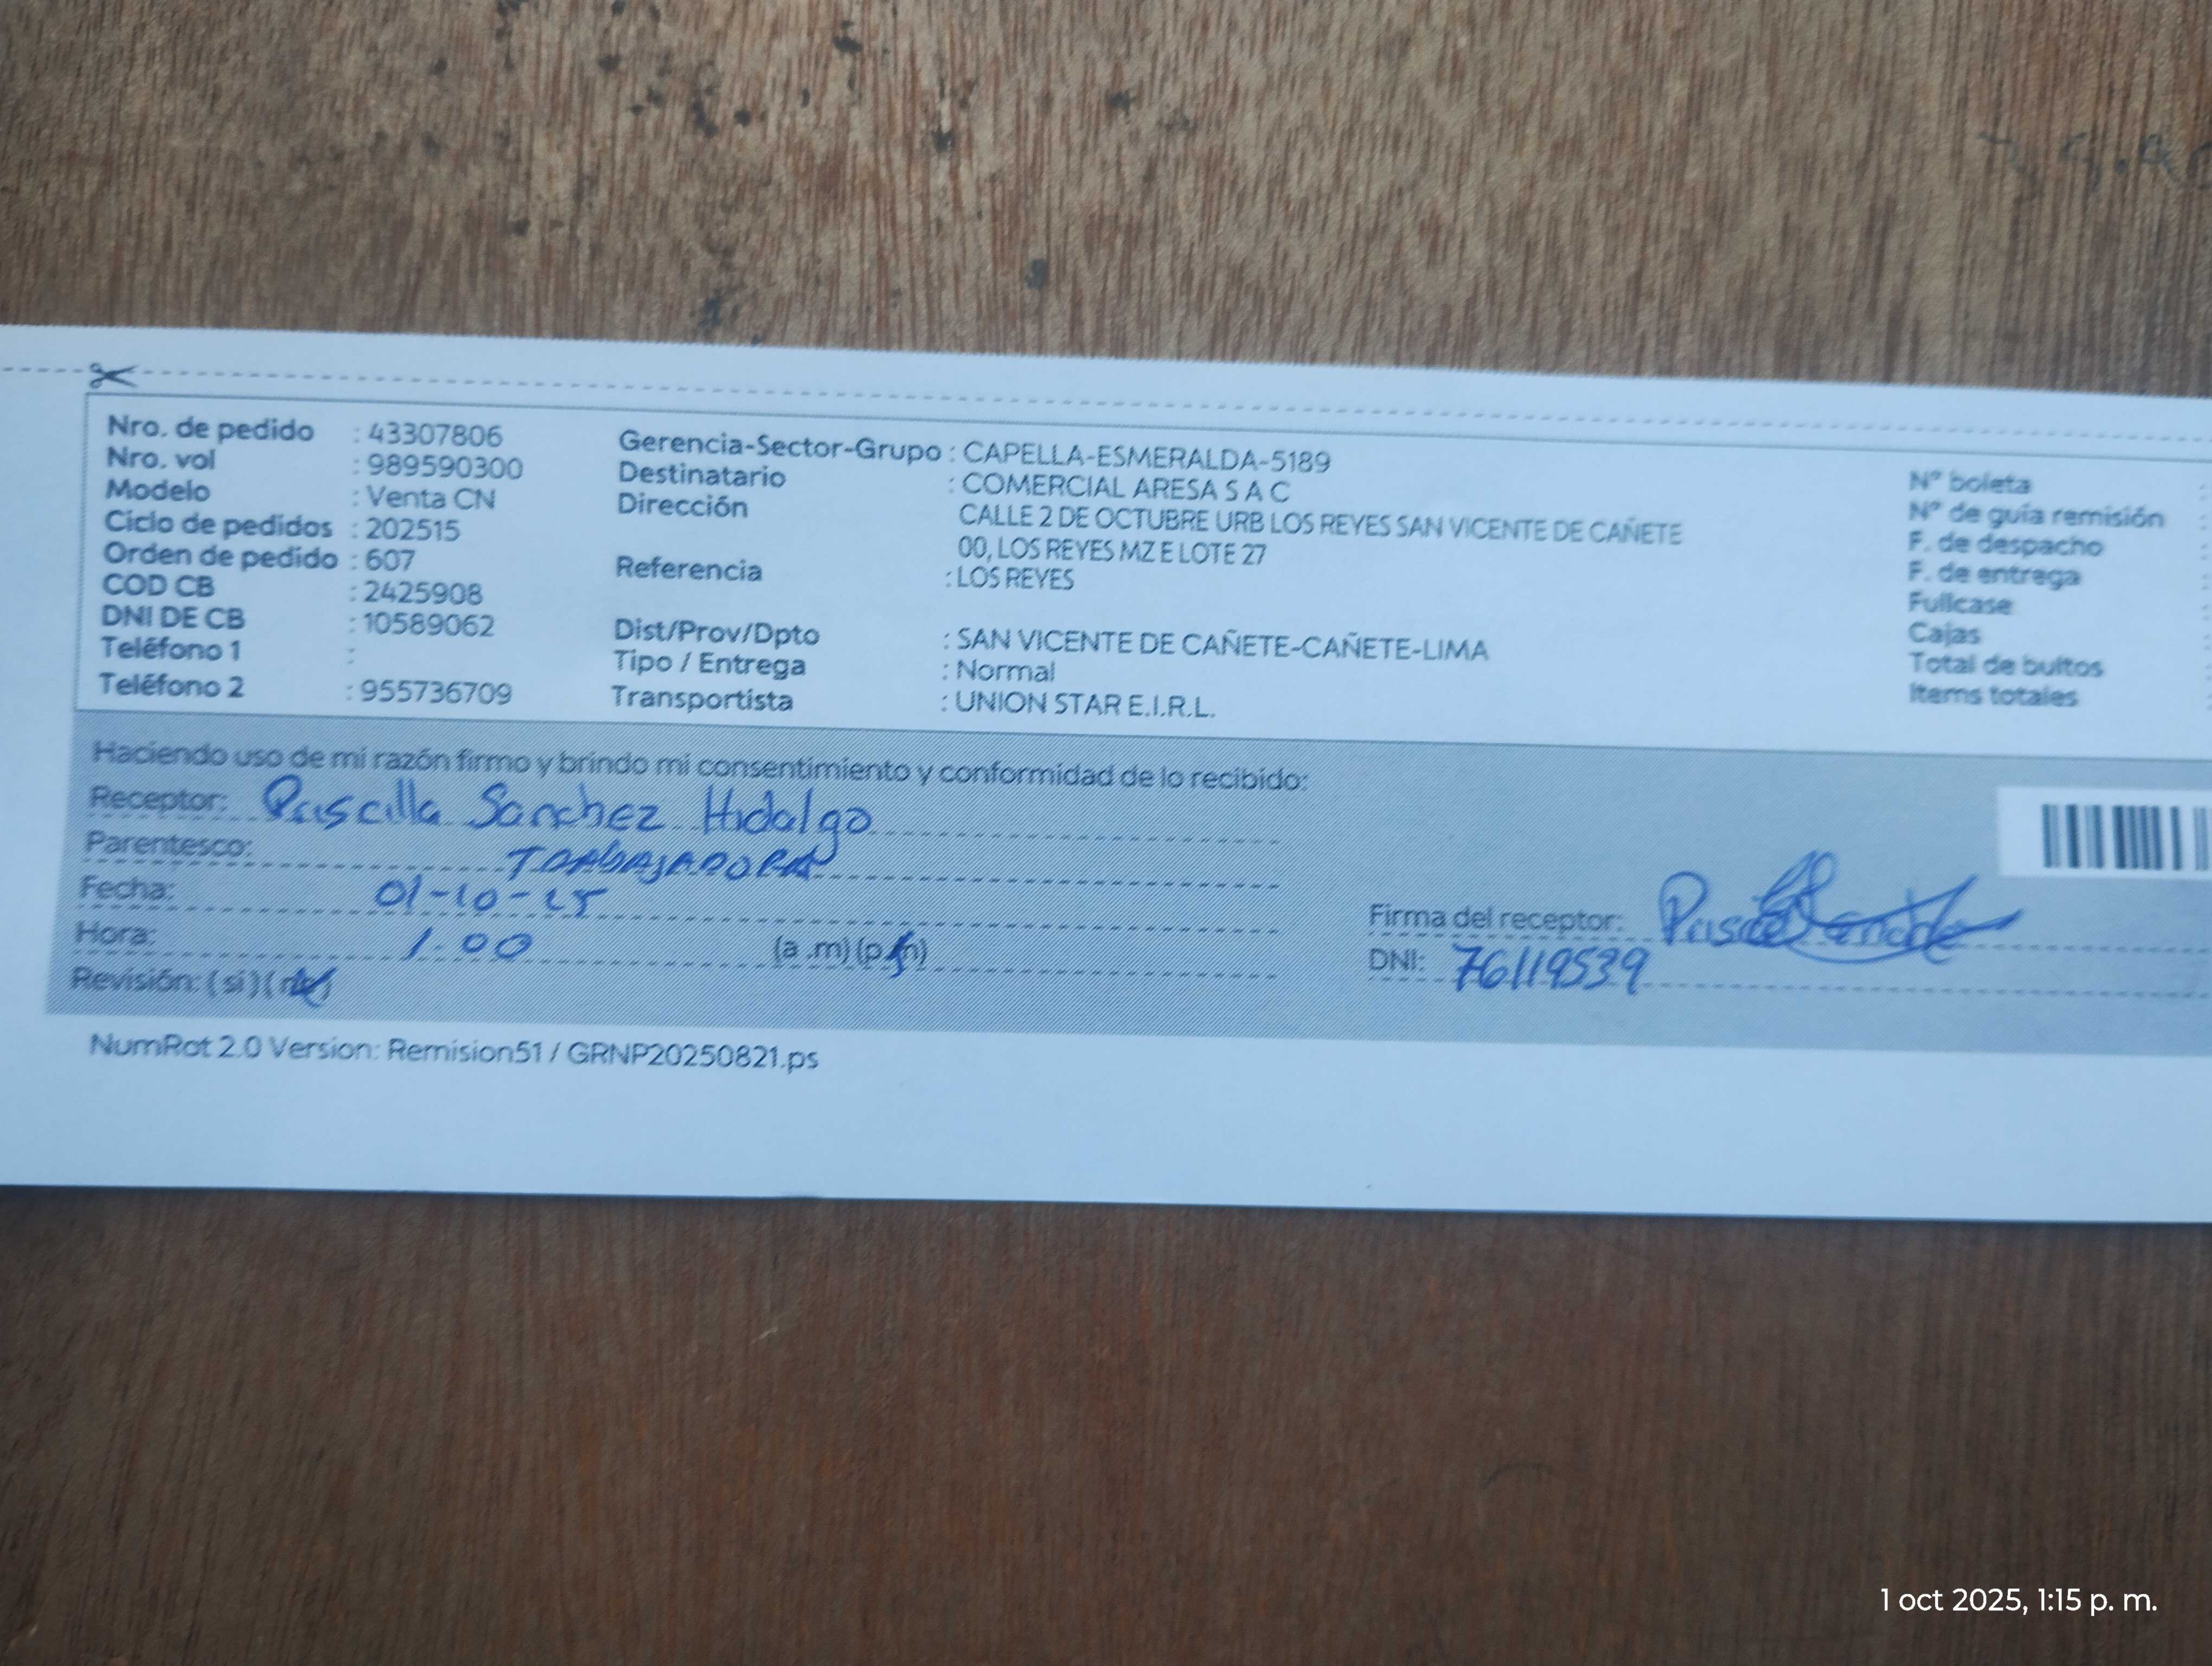 Nro. de pedido : 43307806
Nro. vol : 989590300
Modelo : Venta CN
Ciclo de pedidos : 202515
Orden de pedido : 607
COD CB : 2425908
DNI DE CB : 10589062
Teléfono 1 :
Teléfono 2 : 955736709
Gerencia-Sector-Grupo : CAPELLA-ESMERALDA-5189
Destinatario : COMERCIAL ARESA S A C
Dirección CALLE 2 DE OCTUBRE URB LOS REYES SAN VICENTE DE CAÑETE
00, LOS REYES MZ E LOTE 27
Referencia : LOS REYES
Dist/Prov/Dpto : SAN VICENTE DE CAÑETE-CAÑETE-LIMA
Tipo / Entrega : Normal
Transportista : UNION STAR E.I.R.L.
N° boleta :
N° de guía remisión :
F. de despacho :
F. de entrega :
Fullcase :
Cajas :
Total de bultos :
Items totales :
Haciendo uso de mi razón firmo y brindo mi consentimiento y conformidad de lo recibido:
Receptor: Priscilla Sanchez Hidalgo
Parentesco: TRABAJADORA
Fecha: 01-10-25
Hora: 1:00 (a .m) (p.m)
Revisión: ( si ) ( no )
Firma del receptor:
DNI: 76119539
NumRot 2.0 Version: Remision51 / GRNP20250821.ps
1 oct 2025, 1:15 p. m.